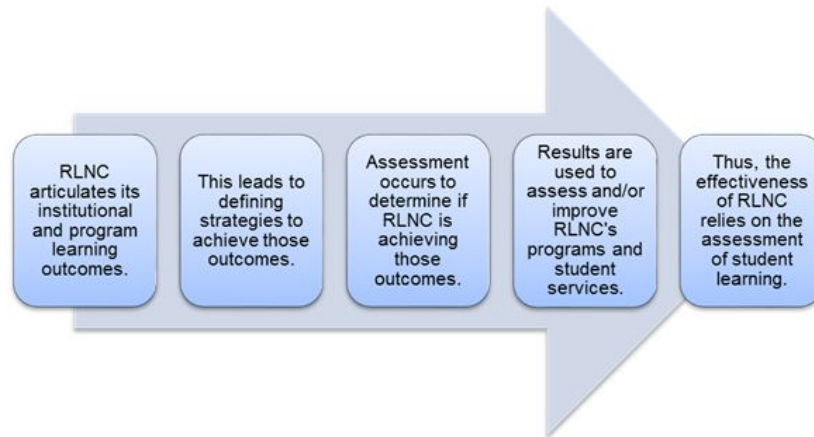 RLNC
articulates its
institutional
and program
learning
outcomes.
This leads to
defining
strategies to
achieve those
outcomes.
Assessment
occurs to
determine if
RLNC is
achieving
those
outcomes.
Results are
used to
assess and/or
improve
RLNC's
programs and
student
services.
Thus, the
effectiveness
of RLNC
relies on the
assessment
of student
learning.